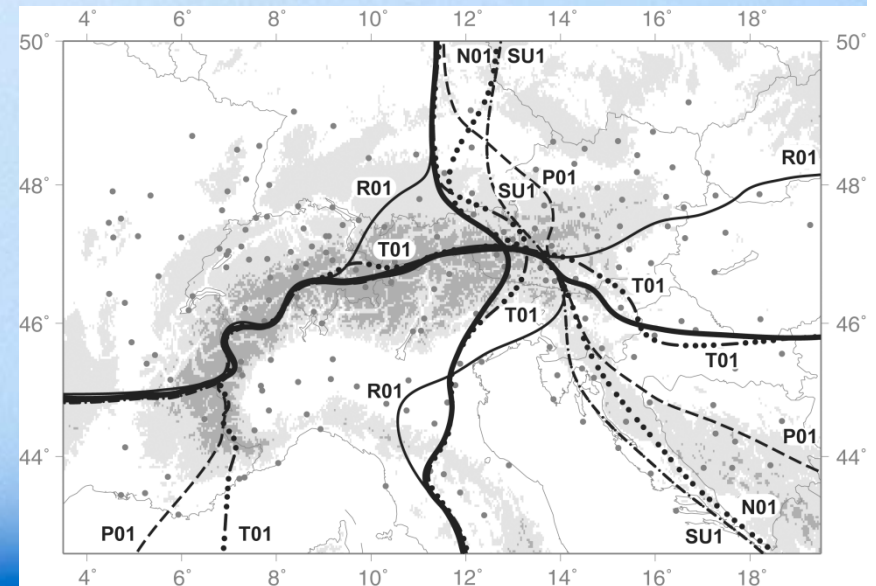 4° 6° 8° 10° 12° 14° 16° 18°
50° 50°
N01 SU1
R01
48° 48°
R01 SU1 P01
T01
T01
46° 46°
T01
T01
R01
P01
44° 44°
N01
P01 T01 SU1
4° 6° 8° 10° 12° 14° 16° 18°